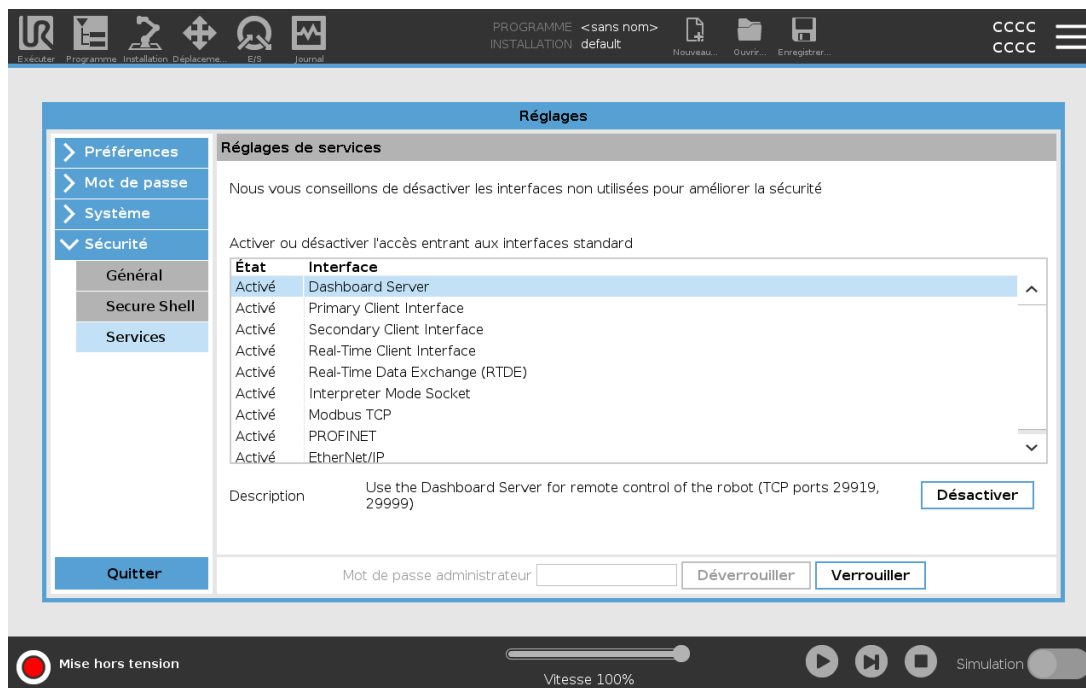 PROGRAMME <sans nom>
INSTALLATION default
CCCC
CCCC
Exécuter Programme Installation Déplaceme... E/S Journal
Nouveau... Ouvrir... Enregistrer...
Réglages
Préférences
Mot de passe
Système
Sécurité
Général
Secure Shell
Services
Quitter
Réglages de services
Nous vous conseillons de désactiver les interfaces non utilisées pour améliorer la sécurité
Activer ou désactiver l'accès entrant aux interfaces standard
État Interface
Activé Dashboard Server
Activé Primary Client Interface
Activé Secondary Client Interface
Activé Real-Time Client Interface
Activé Real-Time Data Exchange (RTDE)
Activé Interpreter Mode Socket
Activé Modbus TCP
Activé PROFINET
Activé EtherNet/IP
Description Use the Dashboard Server for remote control of the robot (TCP ports 29919,
29999)
Désactiver
Mot de passe administrateur Déverrouiller Verrouiller
Mise hors tension
Vitesse 100%
Simulation